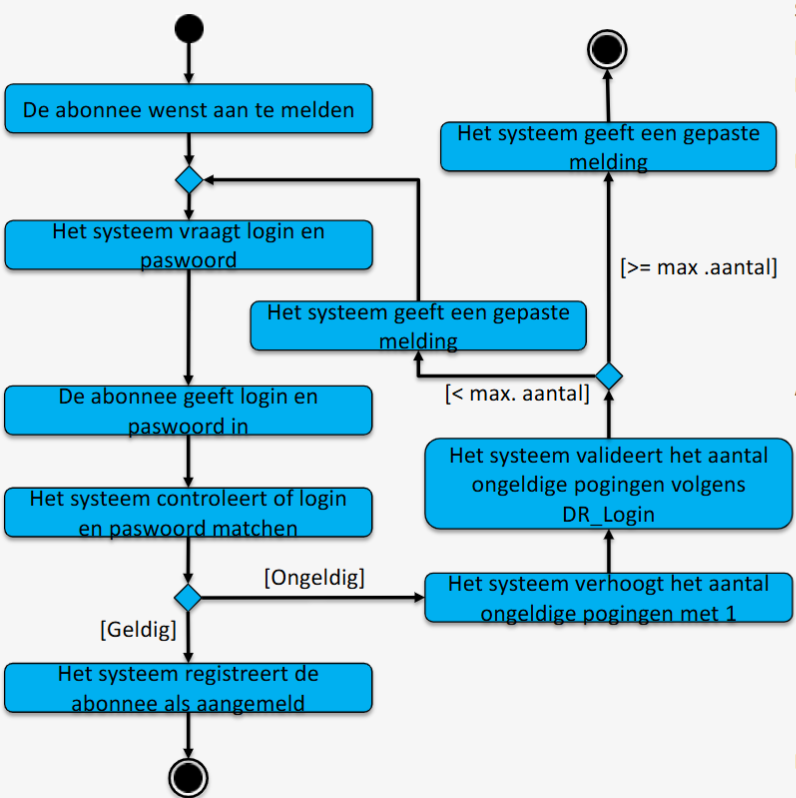 De abonnee wenst aan te melden
Het systeem vraagt login en
paswoord
De abonnee geeft login en
paswoord in
Het systeem controleert of login
en paswoord matchen
[Ongeldig]
[Geldig]
Het systeem registreert de
abonnee als aangemeld
Het systeem verhoogt het aantal
ongeldige pogingen met 1
Het systeem valideert het aantal
ongeldige pogingen volgens
DR_Login
[< max. aantal]
Het systeem geeft een gepaste
melding
[>= max .aantal]
Het systeem geeft een gepaste
melding